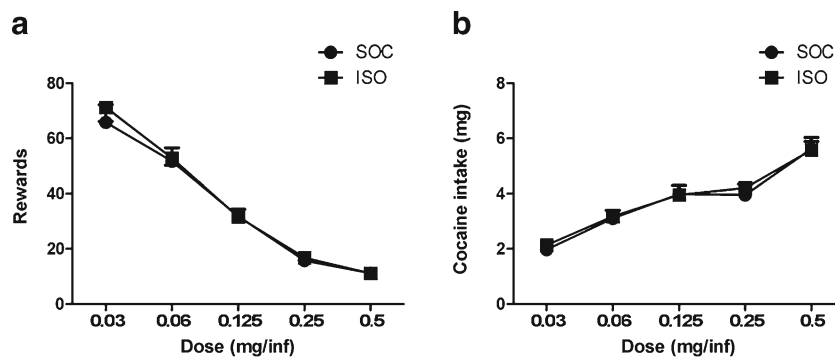 a
SOC
ISO
Rewards
80
60
40
20
0
0.03 0.06 0.125 0.25 0.5
Dose (mg/inf)
b
SOC
ISO
Cocaine intake (mg)
8
6
4
2
0
0.03 0.06 0.125 0.25 0.5
Dose (mg/inf)